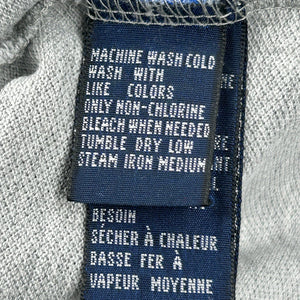 MACHINE WASH COLD
WASH WITH
LIKE COLORS
ONLY NON-CHLORINE
BLEACH WHEN NEEDED
TUMBLE DRY LOW
STEAM IRON MEDIUM
BESOIN
SÉCHER À CHALEUR
BASSE FER À
VAPEUR MOYENNE